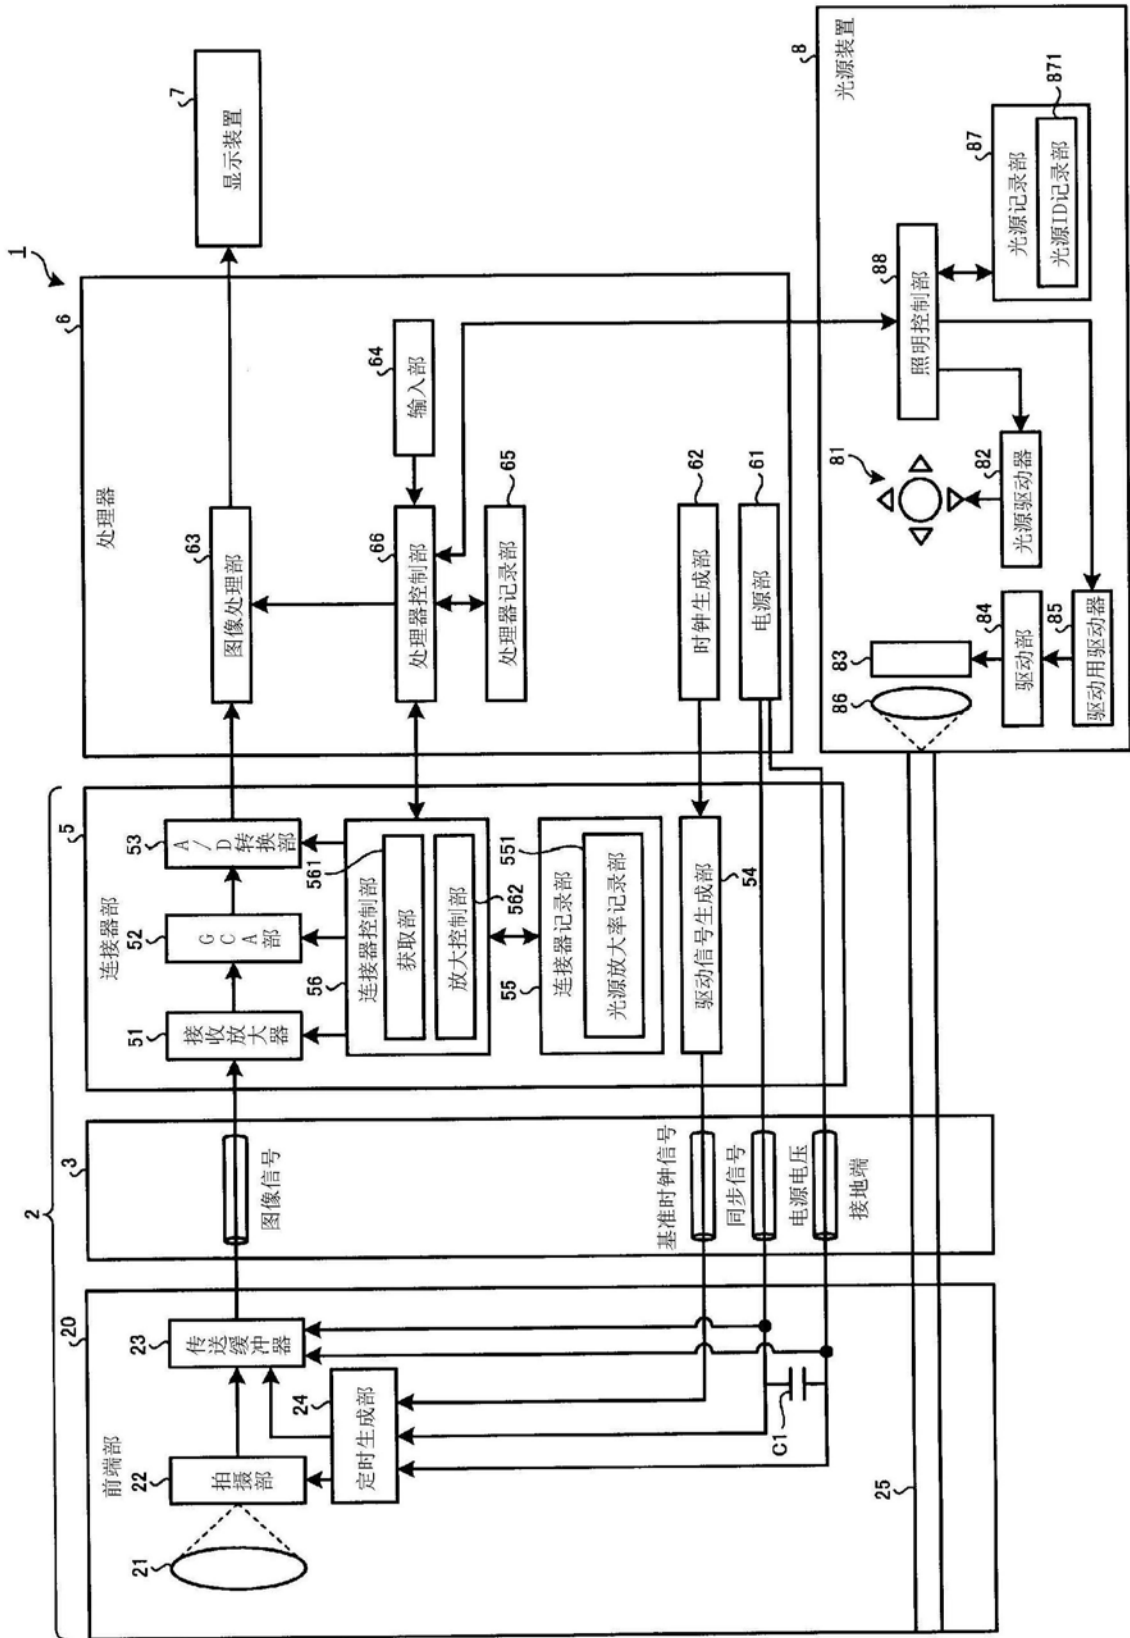 1
2
20
前端部
21
22
拍摄部
23
传送缓冲器
24
定时生成部
C1
25
3
图像信号
基准时钟信号
同步信号
电源电压
接地端
5
连接器部
51
接收放大器
52
GCA部
53
A/D转换部
56
连接器控制部
561
获取部
562
放大控制部
55
连接器记录部
551
光源放大率记录部
54
驱动信号生成部
6
处理器
63
图像处理部
64
输入部
66
处理器控制部
65
处理器记录部
62
时钟生成部
61
电源部
7
显示装置
8
光源装置
81
82
光源驱动器
83
84
驱动部
85
驱动用驱动器
86
87
光源记录部
871
光源ID记录部
88
照明控制部